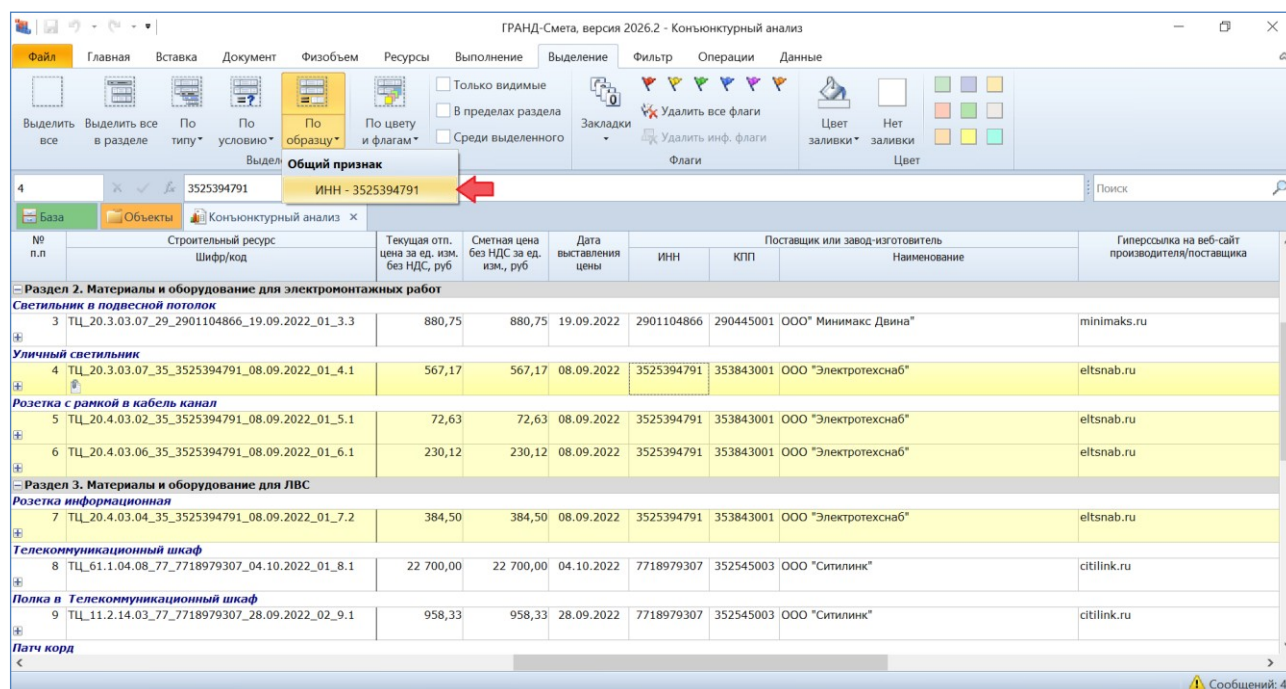 ГРАНД-Смета, версия 2026.2 - Конъюнктурный анализ
Файл Главная Вставка Документ Физобъем Ресурсы Выполнение Выделение Фильтр Операции Данные
Выделить все
Выделить все в разделе
По типу
По условию
По образцу
По цвету и флагам
Только видимые
В пределах раздела
Среди выделенного
Закладки
Удалить все флаги
Удалить инф. флаги
Флаги
Цвет заливки
Нет заливки
Цвет
Общий признак
ИНН - 3525394791
4 fx 3525394791
Поиск
База Объекты Конъюнктурный анализ ×
№ п.п
Строительный ресурс
Шифр/код
Текущая отп. цена за ед. изм. без НДС, руб
Сметная цена без НДС за ед. изм., руб
Дата выставления цены
Поставщик или завод-изготовитель
ИНН КПП Наименование
Гиперссылка на веб-сайт производителя/поставщика
Раздел 2. Материалы и оборудование для электромонтажных работ
Светильник в подвесной потолок
3 ТЦ_20.3.03.07_29_2901104866_19.09.2022_01_3.3 880,75 880,75 19.09.2022 2901104866 290445001 ООО" Минимакс Двина" minimaks.ru
Уличный светильник
4 ТЦ_20.3.03.07_35_3525394791_08.09.2022_01_4.1 567,17 567,17 08.09.2022 3525394791 353843001 ООО "Электротехснаб" eltsnab.ru
Розетка с рамкой в кабель канал
5 ТЦ_20.4.03.02_35_3525394791_08.09.2022_01_5.1 72,63 72,63 08.09.2022 3525394791 353843001 ООО "Электротехснаб" eltsnab.ru
6 ТЦ_20.4.03.06_35_3525394791_08.09.2022_01_6.1 230,12 230,12 08.09.2022 3525394791 353843001 ООО "Электротехснаб" eltsnab.ru
Раздел 3. Материалы и оборудование для ЛВС
Розетка информационная
7 ТЦ_20.4.03.04_35_3525394791_08.09.2022_01_7.2 384,50 384,50 08.09.2022 3525394791 353843001 ООО "Электротехснаб" eltsnab.ru
Телекоммуникационный шкаф
8 ТЦ_61.1.04.08_77_7718979307_04.10.2022_01_8.1 22 700,00 22 700,00 04.10.2022 7718979307 352545003 ООО "Ситилинк" citilink.ru
Полка в Телекоммуникационный шкаф
9 ТЦ_11.2.14.03_77_7718979307_28.09.2022_02_9.1 958,33 958,33 28.09.2022 7718979307 352545003 ООО "Ситилинк" citilink.ru
Патч корд